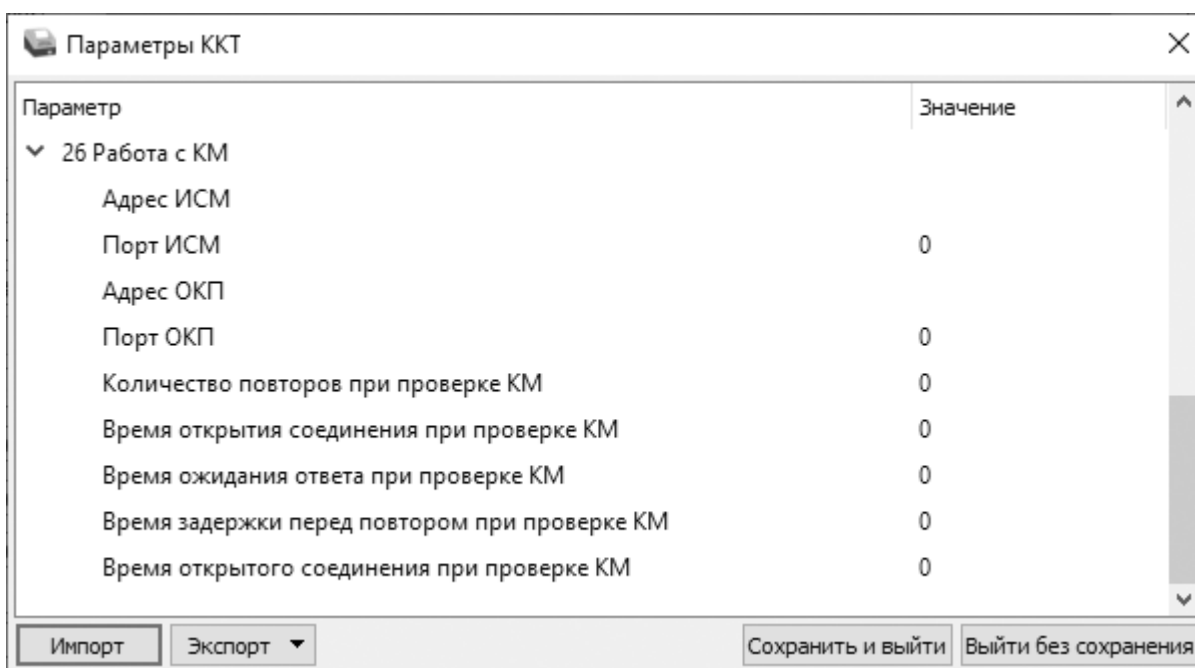 Параметры ККТ
Параметр Значение
26 Работа с КМ
Адрес ИСМ
Порт ИСМ 0
Адрес ОКП
Порт ОКП 0
Количество повторов при проверке КМ 0
Время открытия соединения при проверке КМ 0
Время ожидания ответа при проверке КМ 0
Время задержки перед повтором при проверке КМ 0
Время открытого соединения при проверке КМ 0
Импорт Экспорт Сохранить и выйти Выйти без сохранения